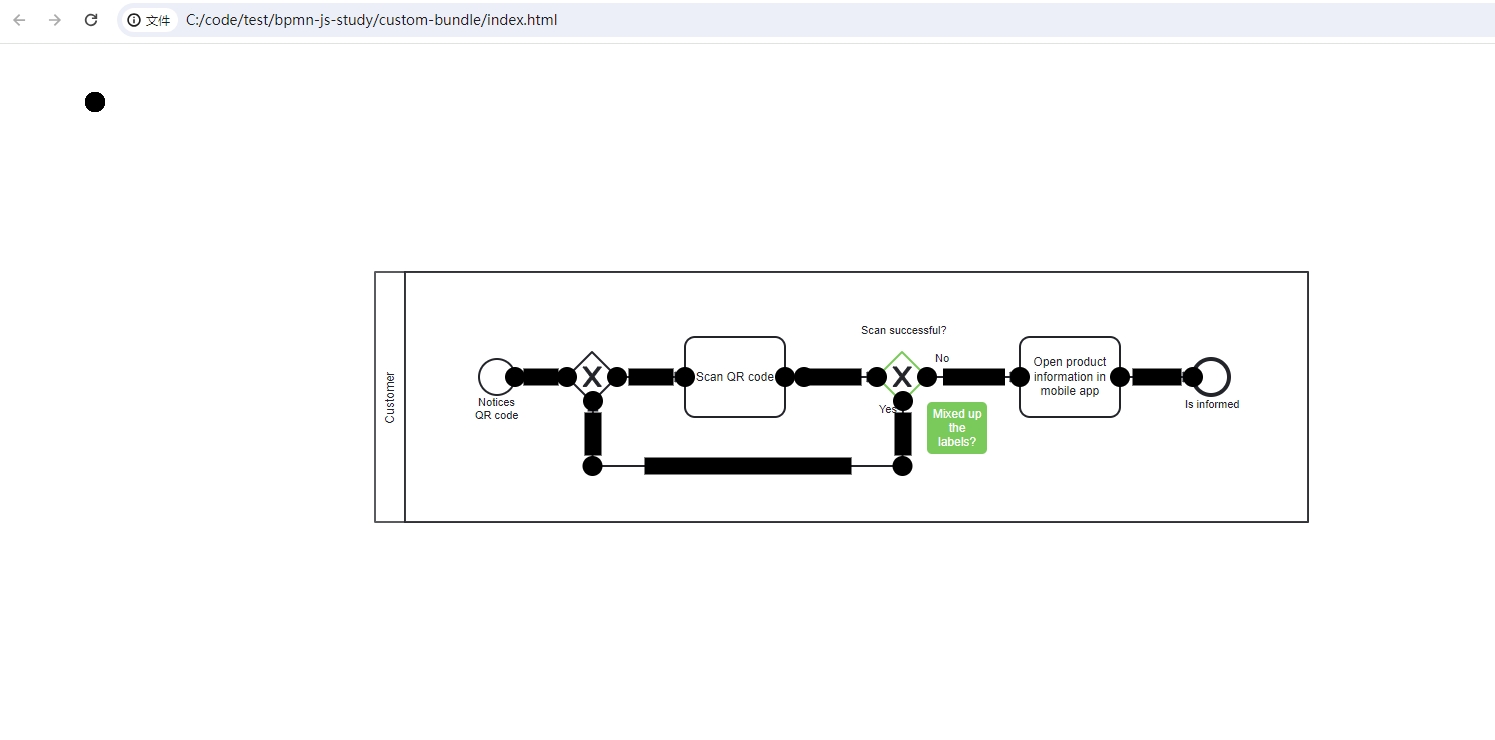 文件
C:/code/test/bpmn-js-study/custom-bundle/index.html
Customer
Notices
QR code
X
Scan QR code
Scan successful?
X
No
Yes
Mixed up
the
labels?
Open product
information in
mobile app
Is informed